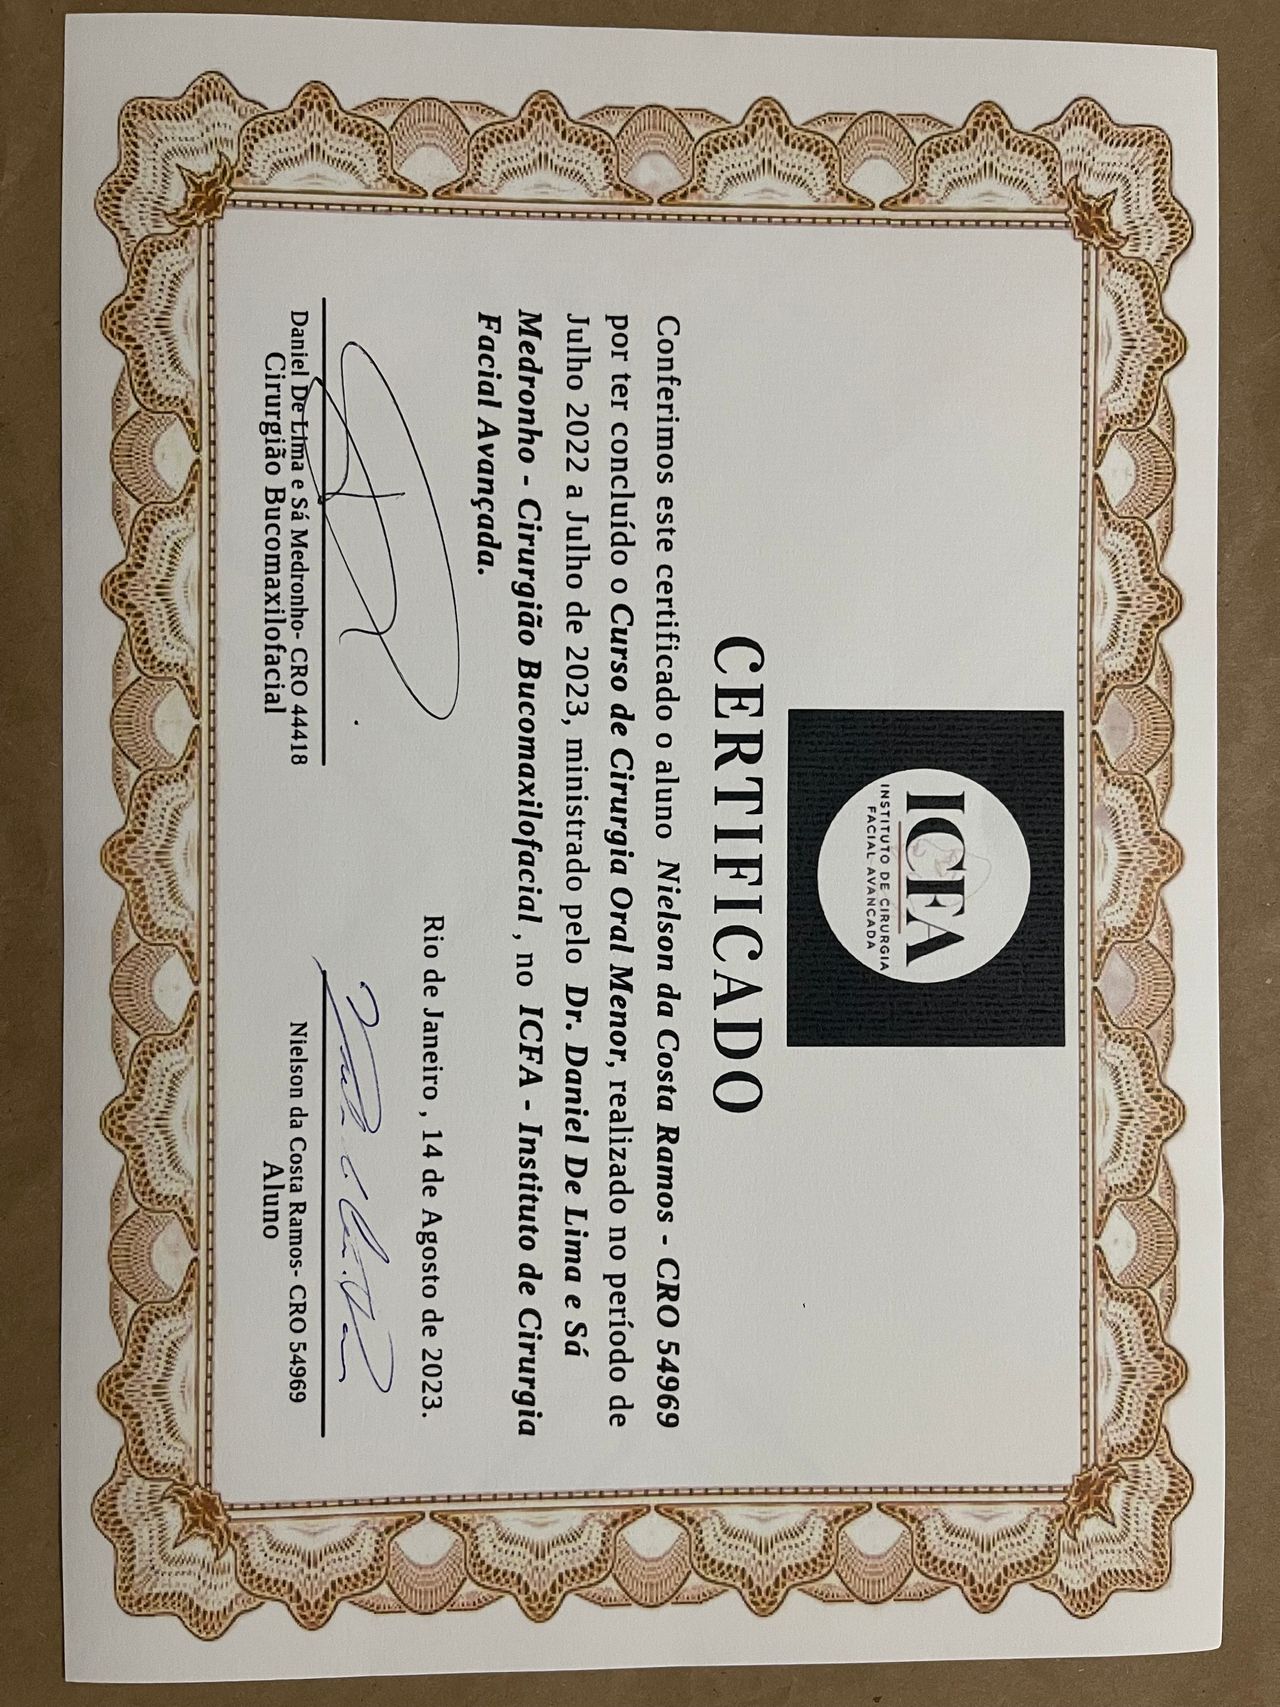 ICFA
INSTITUTO DE CIRURGIA
FACIAL AVANCADA
CERTIFICADO
Conferimos este certificado o aluno Nielson da Costa Ramos - CRO 54969
por ter concluído o Curso de Cirurgia Oral Menor, realizado no período de
Julho 2022 a Julho de 2023, ministrado pelo Dr. Daniel De Lima e Sá
Medronho - Cirurgião Bucomaxilofacial , no ICFA - Instituto de Cirurgia
Facial Avançada.
Rio de Janeiro , 14 de Agosto de 2023.
Daniel De Lima e Sá Medronho- CRO 44418
Cirurgião Bucomaxilofacial
Nielson da Costa Ramos- CRO 54969
Aluno